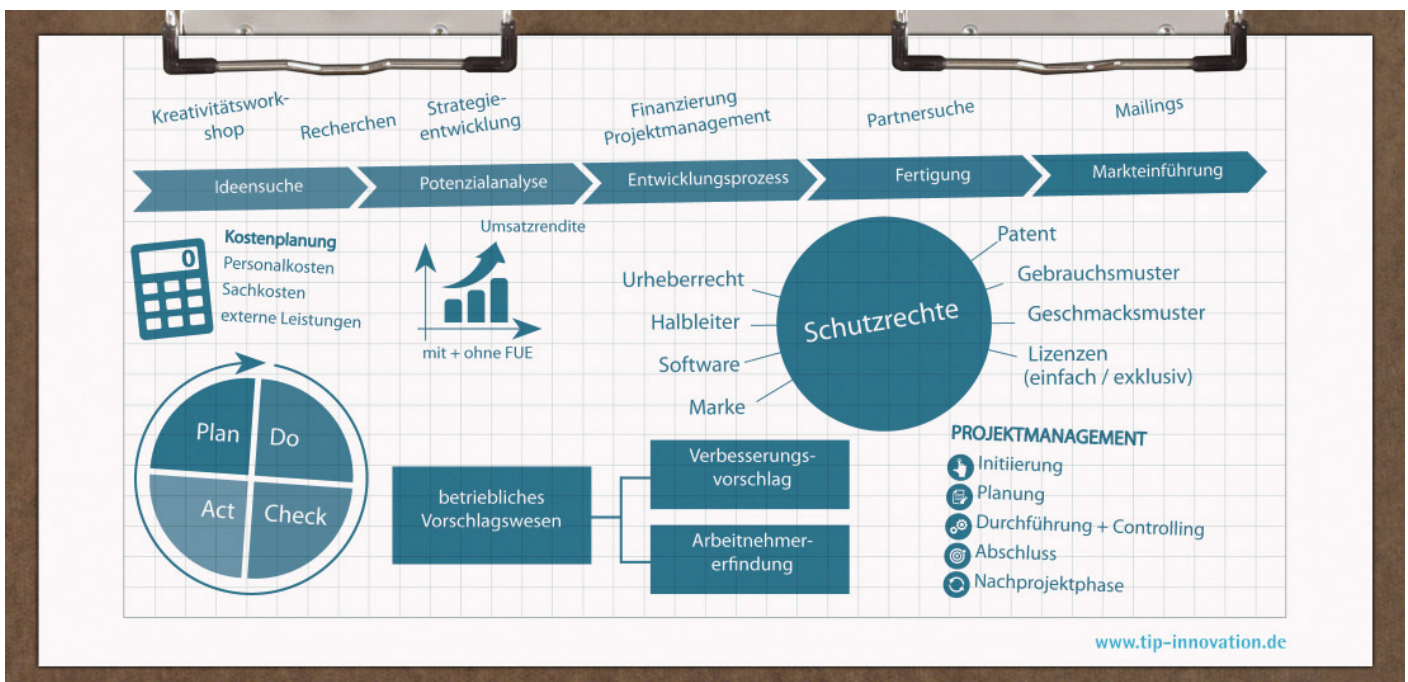 Kreativitätswork-
shop
Recherchen
Strategie-
entwicklung
Finanzierung
Projektmanagement
Partnersuche
Mailings
Ideensuche
Potenzialanalyse
Entwicklungsprozess
Fertigung
Markteinführung
0
Kostenplanung
Personalkosten
Sachkosten
externe Leistungen
Umsatzrendite
mit + ohne FUE
Schutzrechte
Urheberrecht
Halbleiter
Software
Marke
Patent
Gebrauchsmuster
Geschmacksmuster
Lizenzen
(einfach / exklusiv)
Plan
Do
Act
Check
betriebliches
Vorschlagswesen
Verbesserungs-
vorschlag
Arbeitnehmer-
erfindung
PROJEKTMANAGEMENT
Initiierung
Planung
Durchführung + Controlling
Abschluss
Nachprojektphase
www.tip-innovation.de